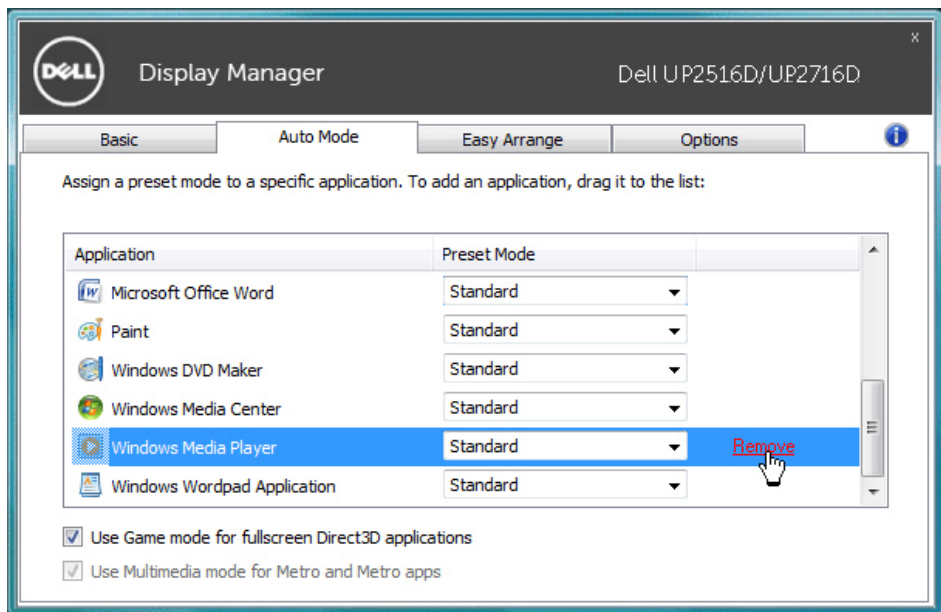 DELL Display Manager Dell UP2516D/UP2716D x
Basic Auto Mode Easy Arrange Options i
Assign a preset mode to a specific application. To add an application, drag it to the list:
Application Preset Mode
Microsoft Office Word Standard
Paint Standard
Windows DVD Maker Standard
Windows Media Center Standard
Windows Media Player Standard Remove
Windows Wordpad Application Standard
Use Game mode for fullscreen Direct3D applications
Use Multimedia mode for Metro and Metro apps